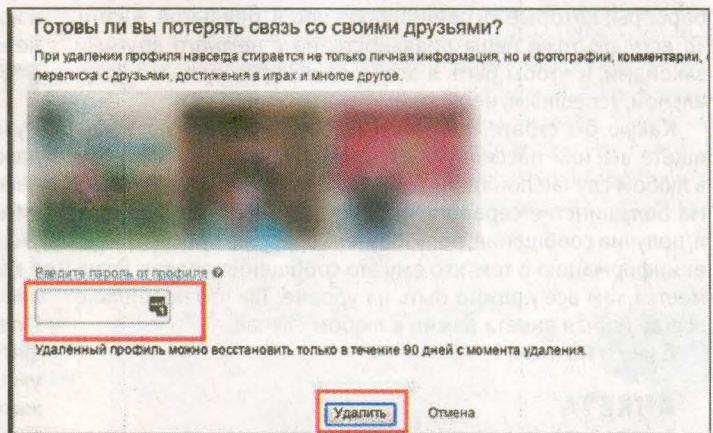 Готовы ли вы потерять связь со своими друзьями?
При удалении профиля навсегда стирается не только личная информация, но и фотографии, комментарии,
переписка с друзьями, достижения в играх и многое другое.
Введите пароль от профиля
Удалённый профиль можно восстановить только в течение 90 дней с момента удаления.
Удалить Отмена